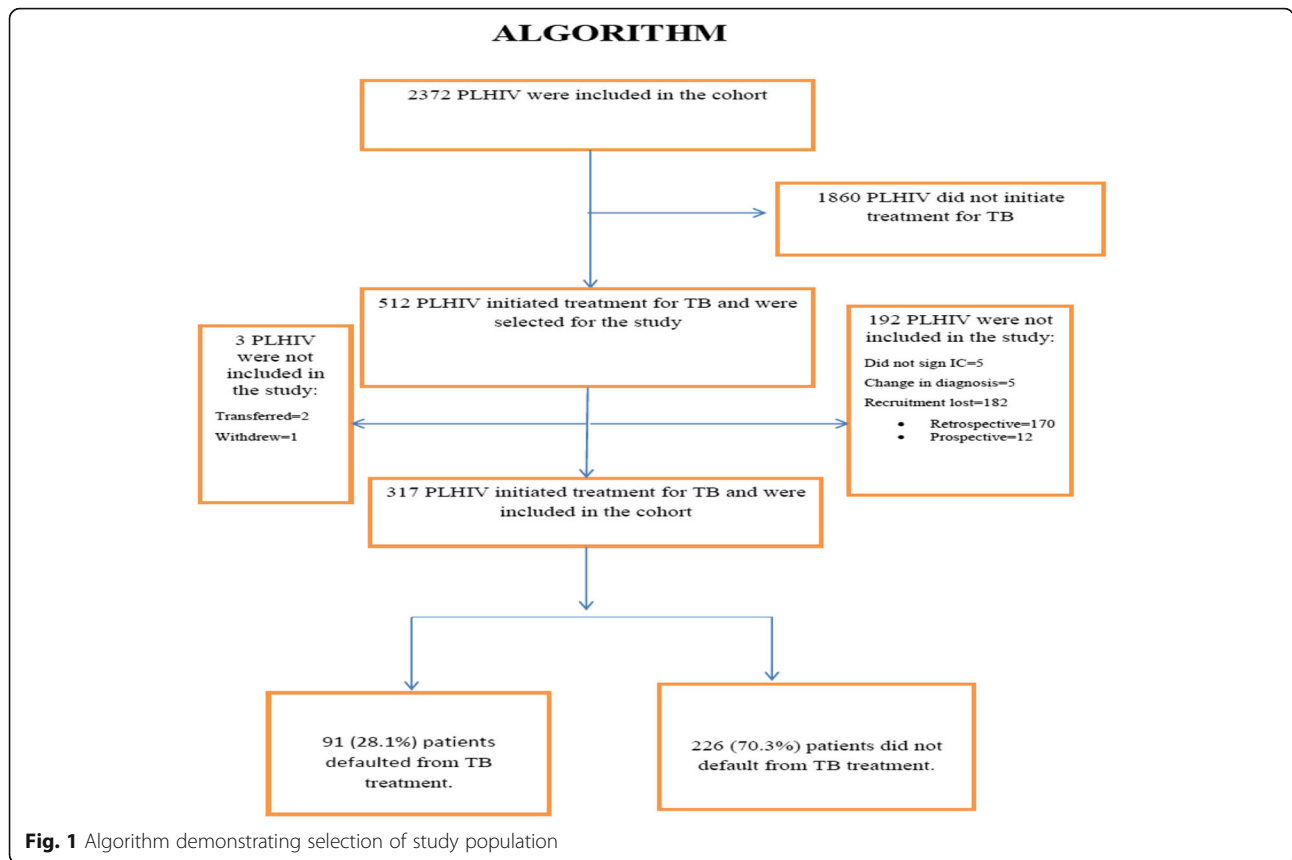 ALGORITHM
2372 PLHIV were included in the cohort
1860 PLHIV did not initiate
treatment for TB
512 PLHIV initiated treatment for TB and were
selected for the study
3 PLHIV
were not
included in
the study:
Transferred=2
Withdrew=1
192 PLHIV were not
included in the study:
Did not sign IC=5
Change in diagnosis=5
Recruitment lost=182
• Retrospective=170
• Prospective=12
317 PLHIV initiated treatment for TB and were
included in the cohort
91 (28.1%) patients
defaulted from TB
treatment.
226 (70.3%) patients did not
default from TB treatment.
Fig. 1 Algorithm demonstrating selection of study population